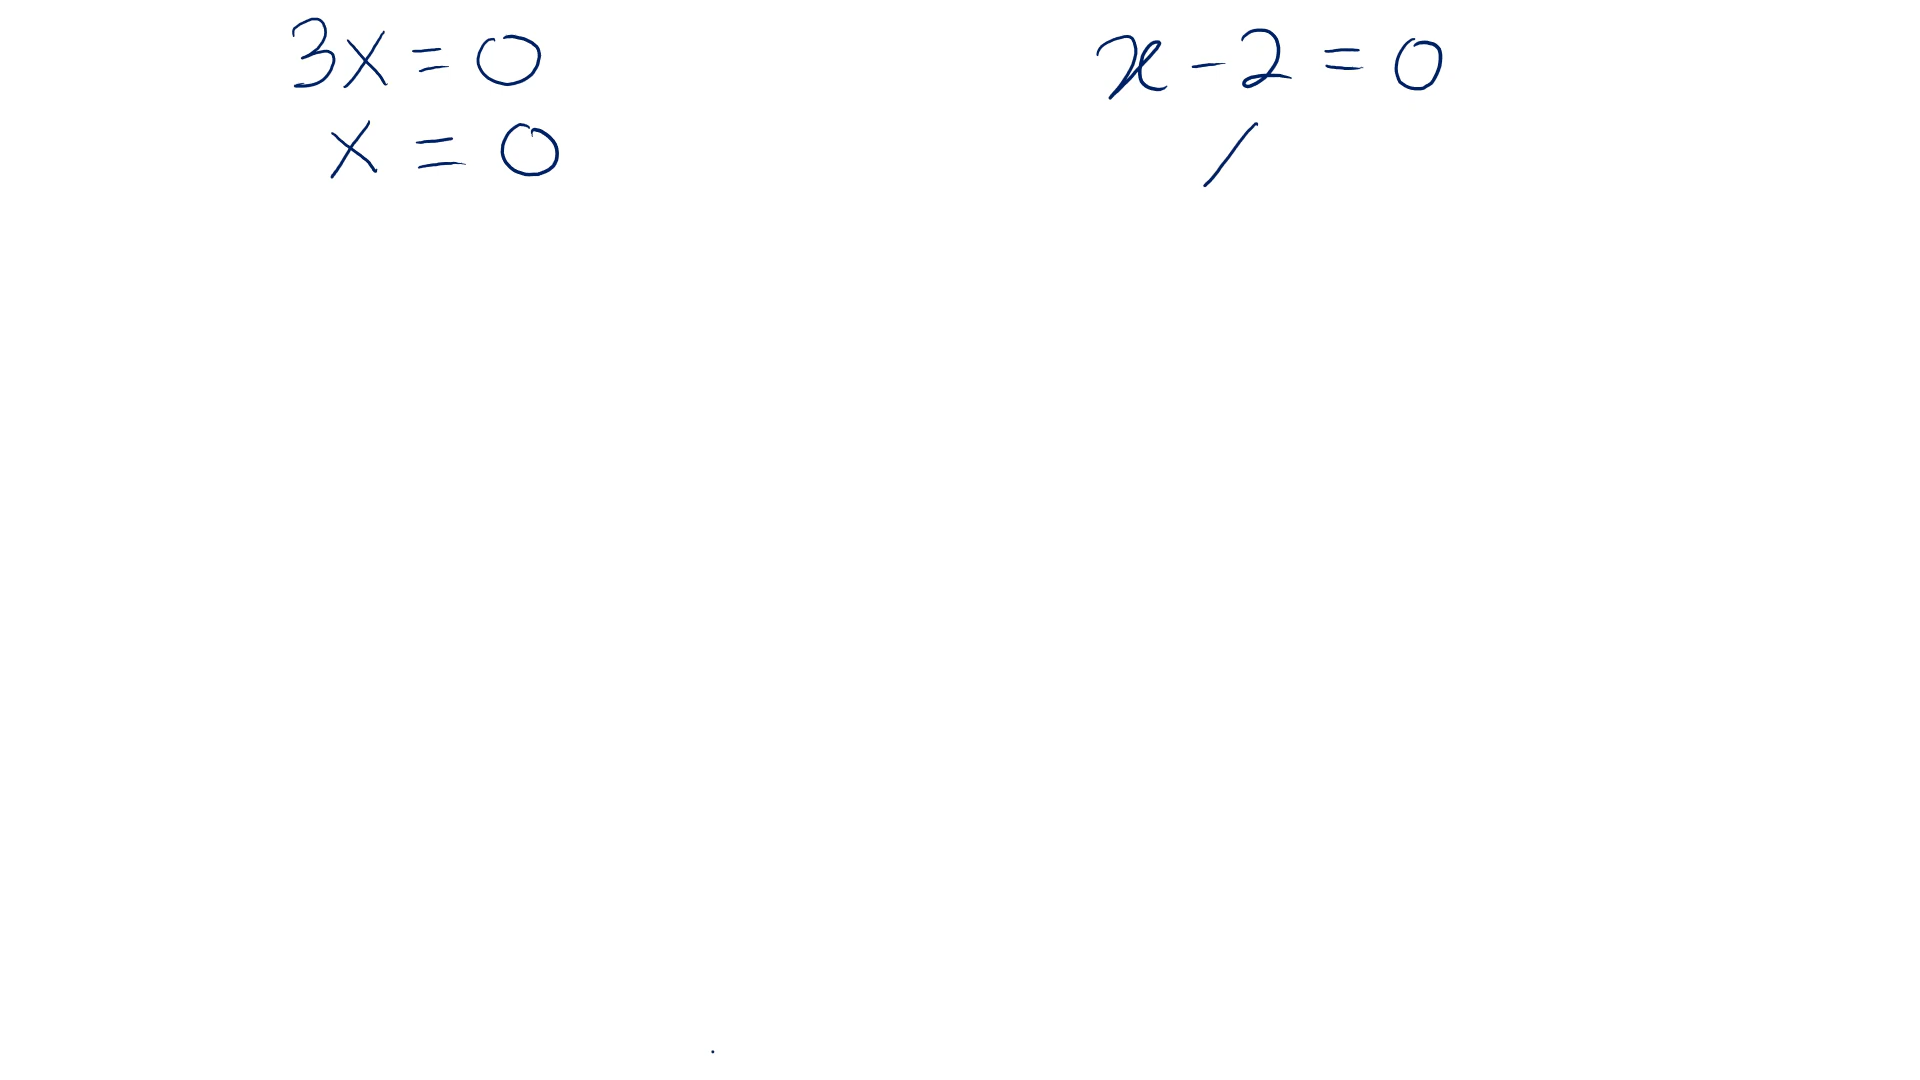 3x = 0
x = 0
x - 2 = 0
/